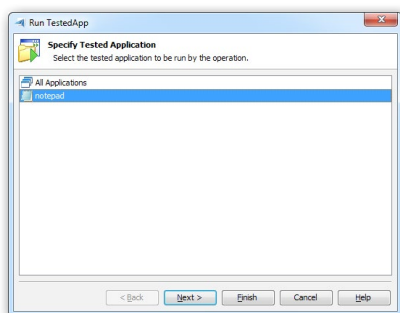 Run TestedApp
Specify Tested Application
Select the tested application to be run by the operation.
All Applications
notepad
< Back
Next >
Finish
Cancel
Help